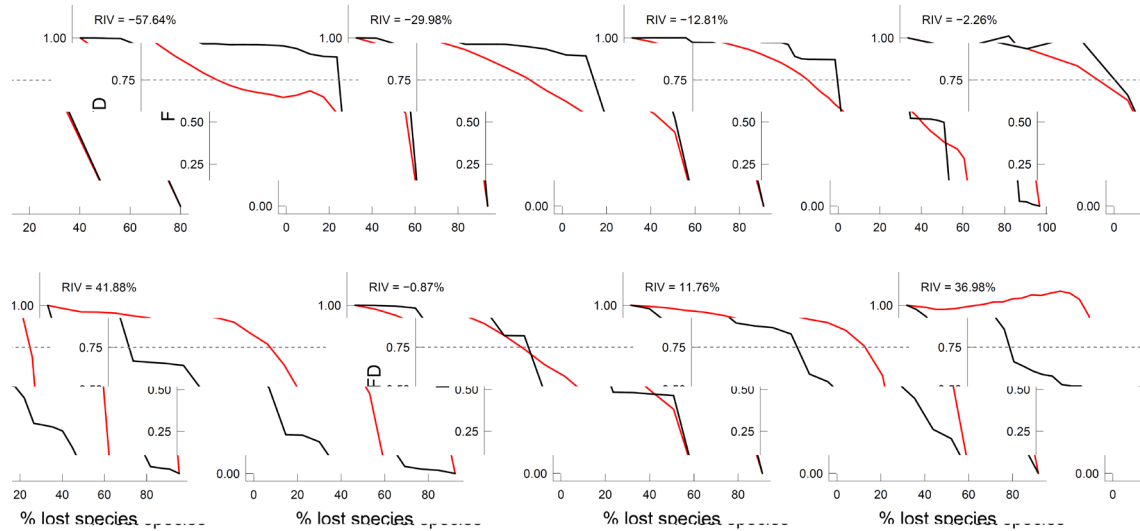 RIV = −57.64% RIV = −29.98% RIV = −12.81% RIV = −2.26%
1.00 1.00 1.00 1.00
0.75 0.75 0.75 0.75
FD F
0.50 0.50 0.50 0.50
0.25 0.25 0.25 0.25
0.00 0.00 0.00 0.00
20 40 60 80 0 20 40 60 80 0 20 40 60 80 0 20 40 60 80 100 0
RIV = 41.88% RIV = −0.87% RIV = 11.76% RIV = 36.98%
1.00 1.00 1.00 1.00
0.75 0.75 0.75 0.75
FD
0.50 0.50 0.50 0.50
0.25 0.25 0.25 0.25
0.00 0.00 0.00 0.00
20 40 60 80 0 20 40 60 80 0 20 40 60 80 0 20 40 60 80 0
% lost species % lost species % lost species % lost species